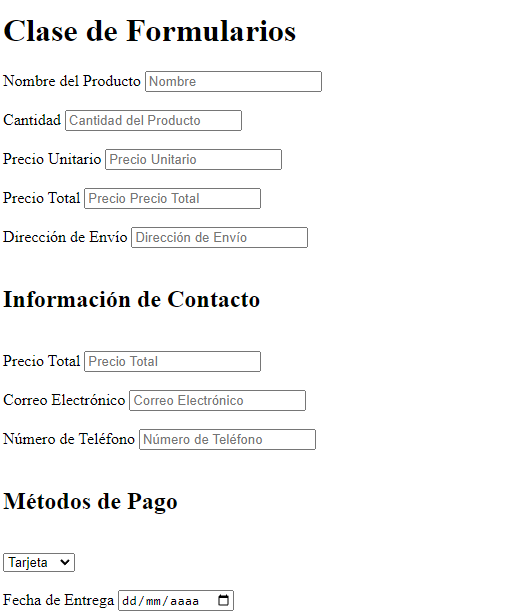 Clase de Formularios
Nombre del Producto Nombre
Cantidad Cantidad del Producto
Precio Unitario Precio Unitario
Precio Total Precio Precio Total
Dirección de Envío Dirección de Envío
Información de Contacto
Precio Total Precio Total
Correo Electrónico Correo Electrónico
Número de Teléfono Número de Teléfono
Métodos de Pago
Tarjeta
Fecha de Entrega dd/mm/aaaa